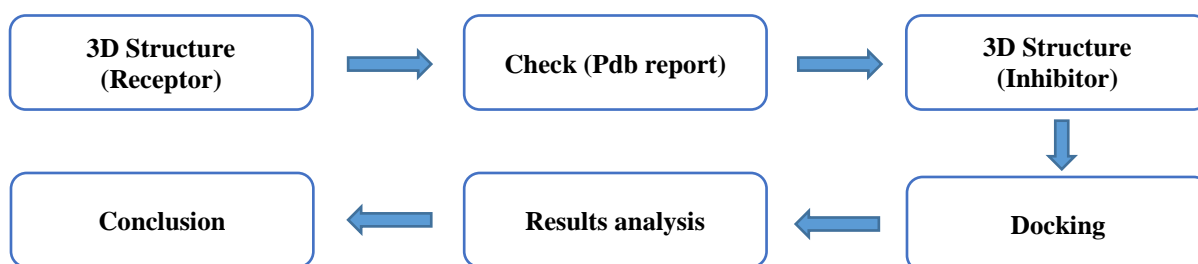 3D Structure
(Receptor)
Check (Pdb report)
3D Structure
(Inhibitor)
Docking
Results analysis
Conclusion